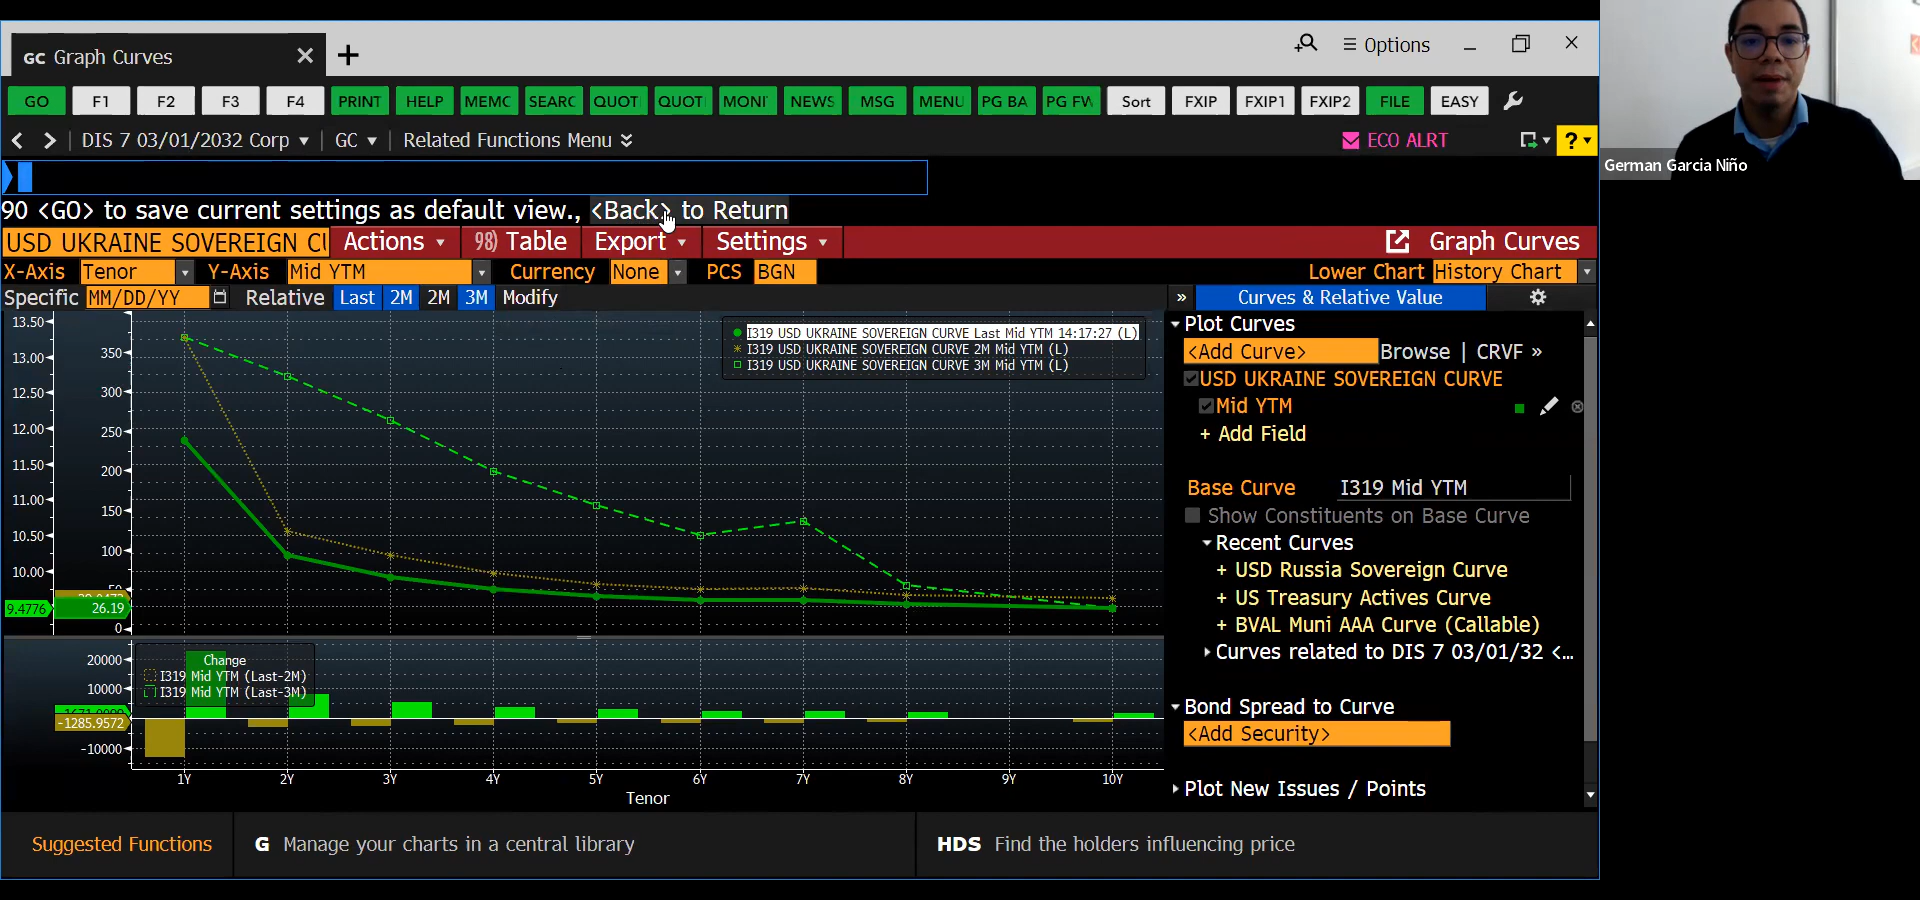 GC Graph Curves
Options
GO F1 F2 F3 F4 PRINT HELP MEMC SEARC QUOT QUOT MONI NEWS MSG MENU PG BA PG FW Sort FXIP FXIP1 FXIP2 FILE EASY
DIS 7 03/01/2032 Corp GC Related Functions Menu ECO ALRT ?
90 <GO> to save current settings as default view., <Back> to Return
USD UKRAINE SOVEREIGN CU Actions 98) Table Export Settings Graph Curves
X-Axis Tenor Y-Axis Mid YTM Currency None PCS BGN Lower Chart History Chart
Specific MM/DD/YY Relative Last 2M 2M 3M Modify
» Curves & Relative Value
13.50
13.00
12.50
12.00
11.50
11.00
10.50
10.00
9.4776
350
300
250
200
150
100
26.19
0
I319 USD UKRAINE SOVEREIGN CURVE Last Mid YTM 14:17:27 (L)
I319 USD UKRAINE SOVEREIGN CURVE 2M Mid YTM (L)
I319 USD UKRAINE SOVEREIGN CURVE 3M Mid YTM (L)
20000
10000
-1285.9572
-10000
Change
I319 Mid YTM (Last-2M)
I319 Mid YTM (Last-3M)
1Y 2Y 3Y 4Y 5Y 6Y 7Y 8Y 9Y 10Y
Tenor
Plot Curves
<Add Curve> Browse | CRVF »
USD UKRAINE SOVEREIGN CURVE
Mid YTM
+ Add Field
Base Curve I319 Mid YTM
Show Constituents on Base Curve
Recent Curves
+ USD Russia Sovereign Curve
+ US Treasury Actives Curve
+ BVAL Muni AAA Curve (Callable)
Curves related to DIS 7 03/01/32 <...
Bond Spread to Curve
<Add Security>
Plot New Issues / Points
Suggested Functions G Manage your charts in a central library HDS Find the holders influencing price
German Garcia Niño